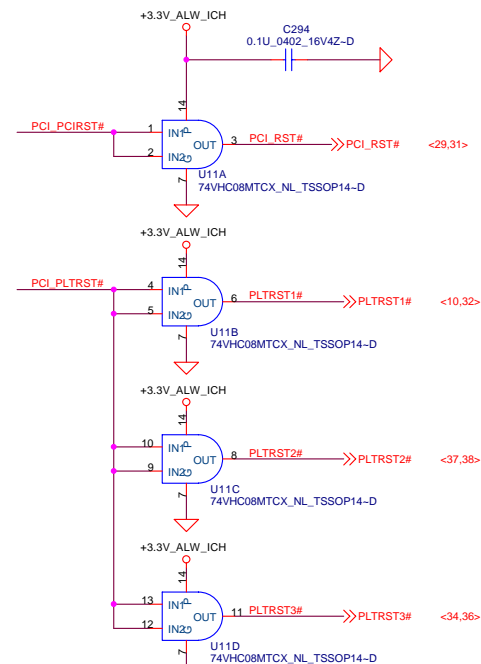 +3.3V_ALW_ICH
C294
0.1U_0402_16V4Z~D
14
PCI_PCIRST# 1 IN1 P OUT 3 PCI_RST# PCI_RST# <29,31>
2 IN2 G
7 U11A
74VHC08MTCX_NL_TSSOP14~D
+3.3V_ALW_ICH
14
PCI_PLTRST# 4 IN1 P OUT 6 PLTRST1# PLTRST1# <10,32>
5 IN2 G
7 U11B
74VHC08MTCX_NL_TSSOP14~D
+3.3V_ALW_ICH
14
10 IN1 P OUT 8 PLTRST2# PLTRST2# <37,38>
9 IN2 G
7 U11C
74VHC08MTCX_NL_TSSOP14~D
+3.3V_ALW_ICH
14
13 IN1 P OUT 11 PLTRST3# PLTRST3# <34,36>
12 IN2 G
7 U11D
74VHC08MTCX_NL_TSSOP14~D